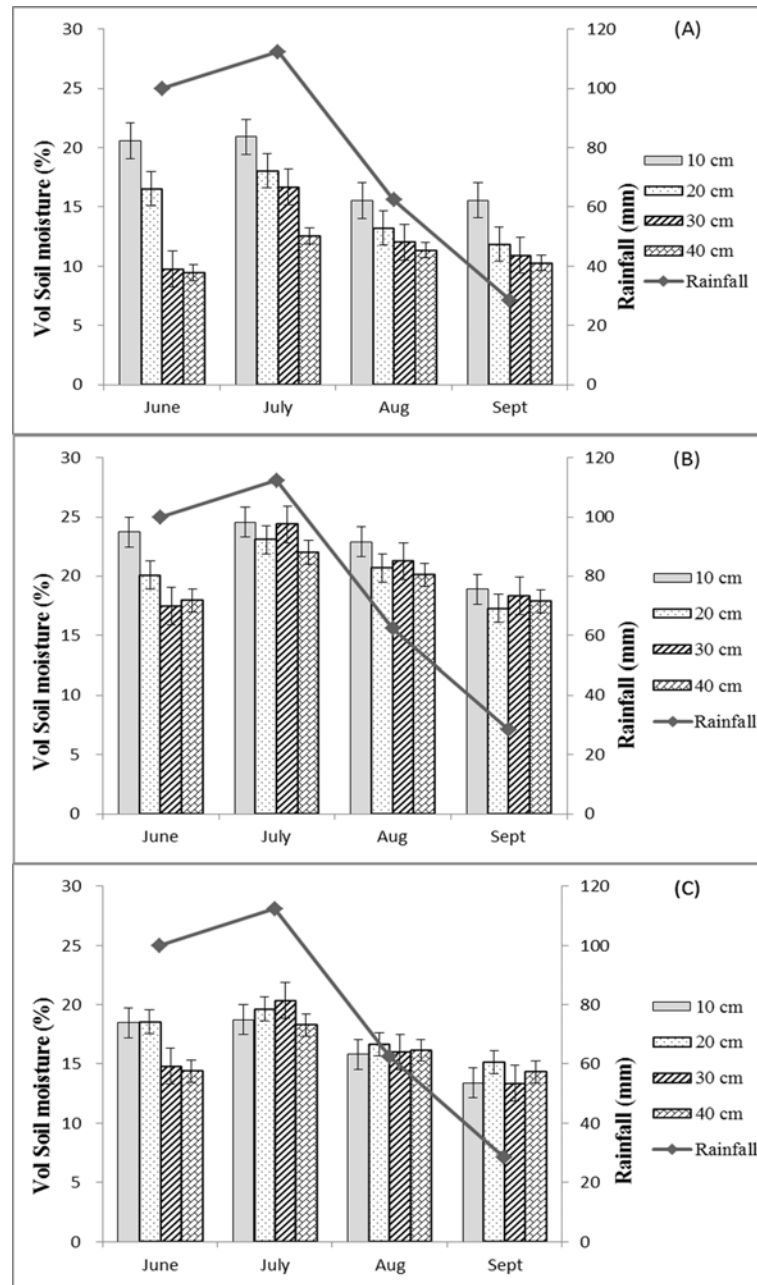 (A)
Vol Soil moisture (%)
30
25
20
15
10
5
0
June July Aug Sept
120
100
80
60
40
20
0
Rainfall (mm)
10 cm
20 cm
30 cm
40 cm
Rainfall
(B)
Vol Soil moisture (%)
30
25
20
15
10
5
0
June July Aug Sept
120
100
80
60
40
20
0
Rainfall (mm)
10 cm
20 cm
30 cm
40 cm
Rainfall
(C)
Vol Soil moisture (%)
30
25
20
15
10
5
0
June July Aug Sept
120
100
80
60
40
20
0
Rainfall (mm)
10 cm
20 cm
30 cm
40 cm
Rainfall